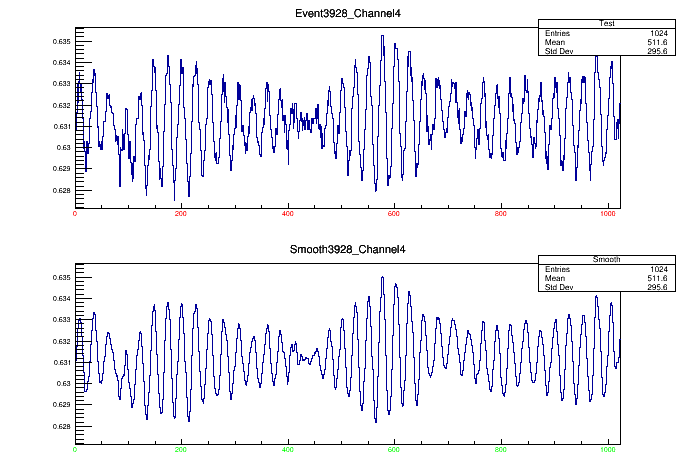 Event3928_Channel4
Test
Entries 1024
Mean 511.6
Std Dev 295.6
0.635
0.634
0.633
0.632
0.631
0.63
0.629
0.628
0 200 400 600 800 1000
Smooth3928_Channel4
Smooth
Entries 1024
Mean 511.6
Std Dev 295.6
0.635
0.634
0.633
0.632
0.631
0.63
0.629
0.628
0 200 400 600 800 1000